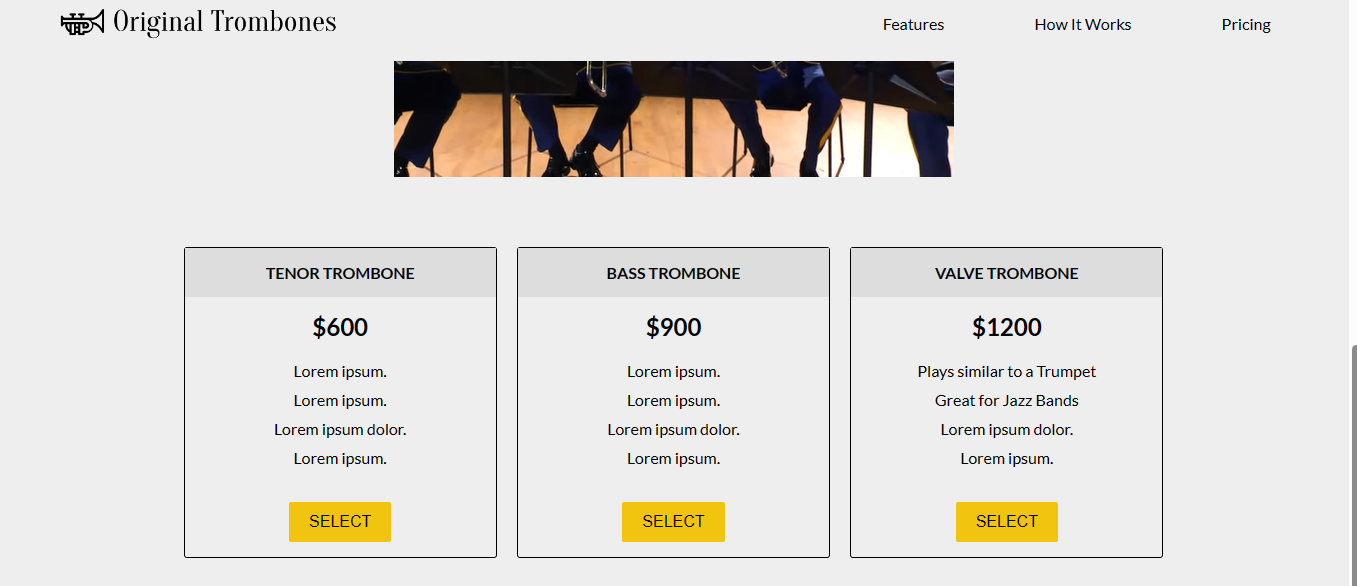 Original Trombones
Features
How It Works
Pricing
TENOR TROMBONE
$600
Lorem ipsum.
Lorem ipsum.
Lorem ipsum dolor.
Lorem ipsum.
SELECT
BASS TROMBONE
$900
Lorem ipsum.
Lorem ipsum.
Lorem ipsum dolor.
Lorem ipsum.
SELECT
VALVE TROMBONE
$1200
Plays similar to a Trumpet
Great for Jazz Bands
Lorem ipsum dolor.
Lorem ipsum.
SELECT